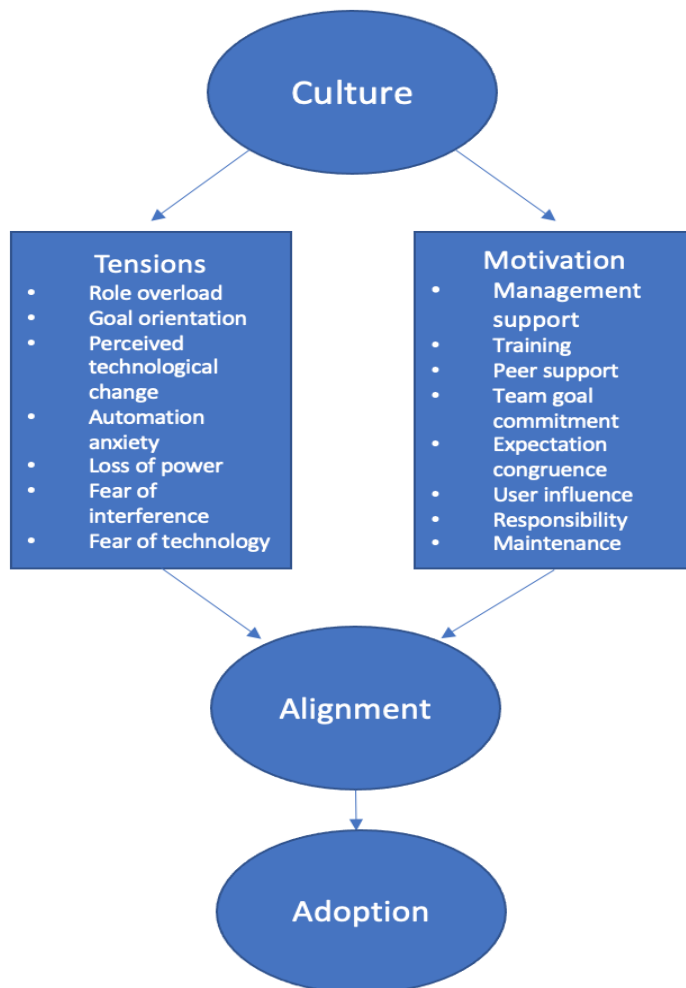 Culture
Tensions
• Role overload
• Goal orientation
• Perceived
technological
change
• Automation
anxiety
• Loss of power
• Fear of
interference
• Fear of technology
Motivation
• Management
support
• Training
• Peer support
• Team goal
commitment
• Expectation
congruence
• User influence
• Responsibility
• Maintenance
Alignment
Adoption